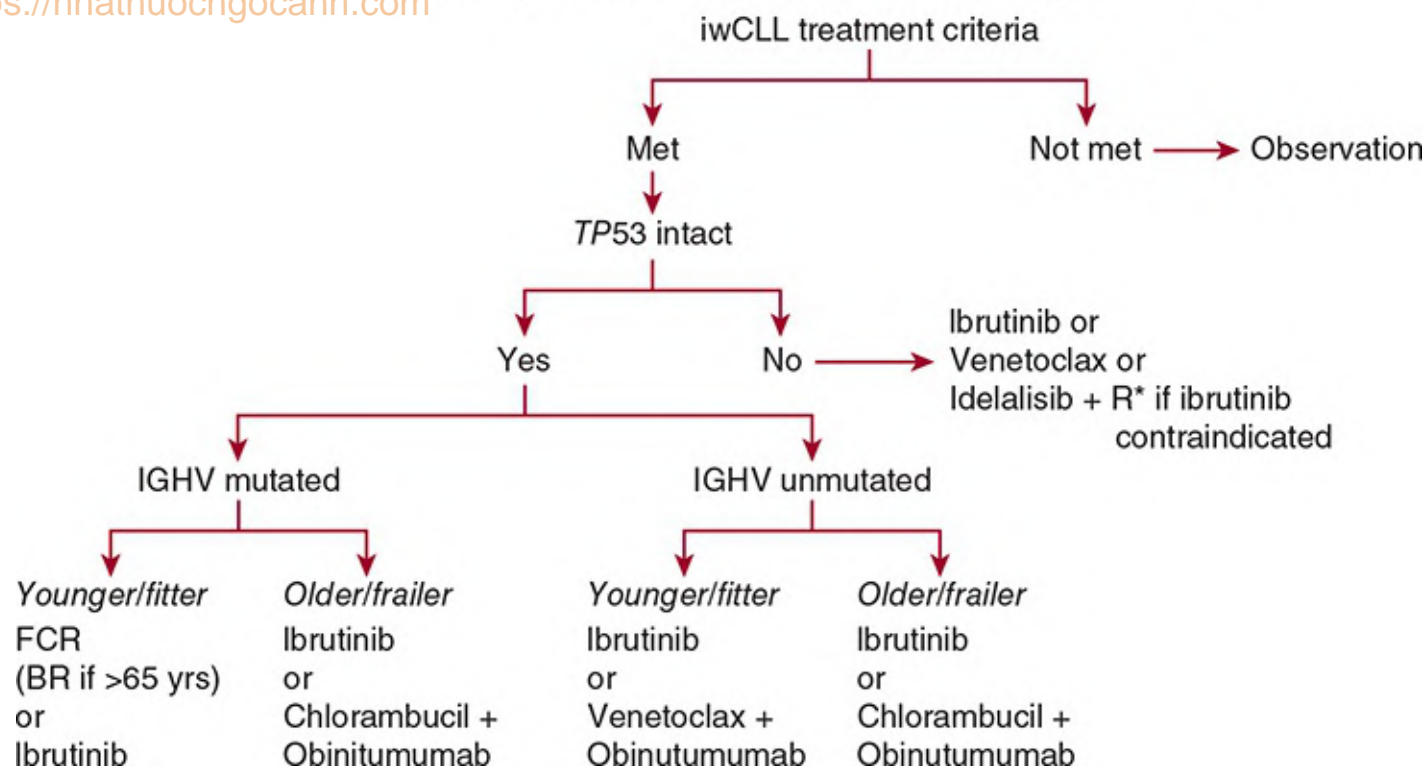 s://nhathuocngocanh.com
iwCLL treatment criteria
Met
Not met
Observation
TP53 intact
Yes
No
Ibrutinib or
Venetoclax or
Idelalisib + R* if ibrutinib
contraindicated
IGHV mutated
IGHV unmutated
Younger/fitter
FCR
(BR if >65 yrs)
or
Ibrutinib
Older/frailer
Ibrutinib
or
Chlorambucil +
Obinitumumab
Younger/fitter
Ibrutinib
or
Venetoclax +
Obinutumumab
Older/frailer
Ibrutinib
or
Chlorambucil +
Obinutumumab